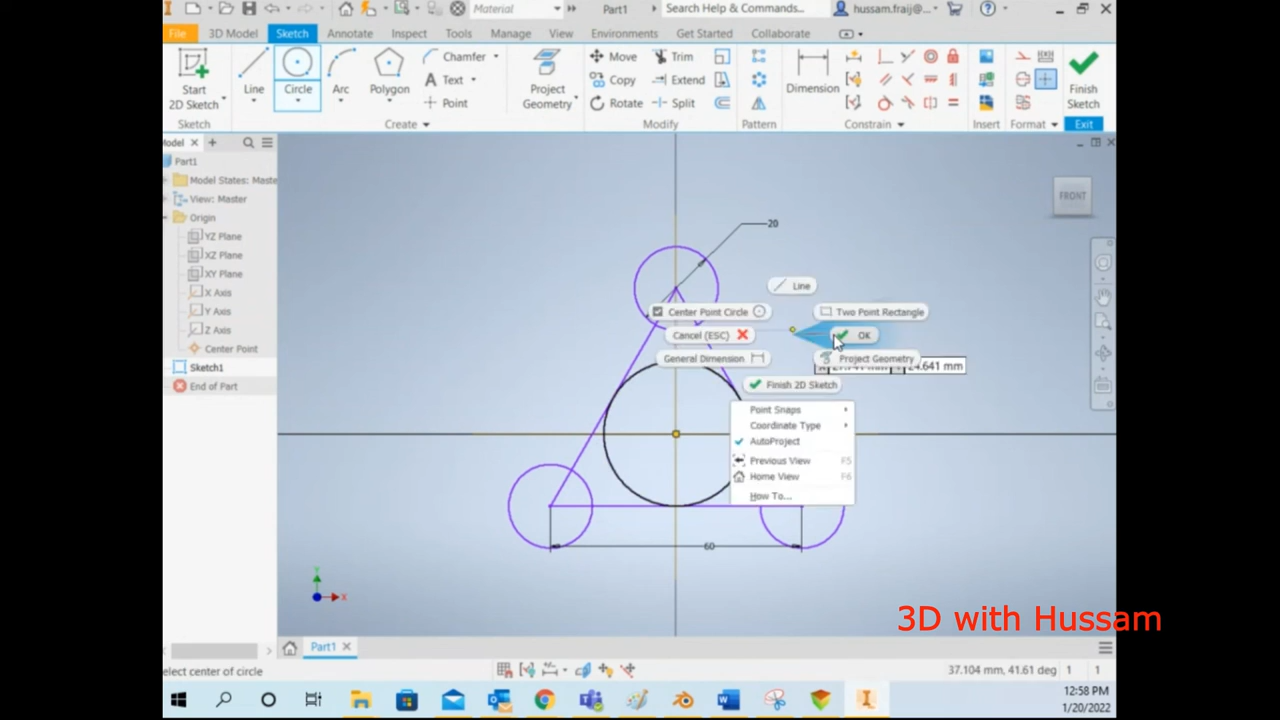 Material
Part1
Search Help & Commands...
hussam.fraij@...
File
3D Model
Sketch
Annotate
Inspect
Tools
Manage
View
Environments
Get Started
Collaborate
Start
2D Sketch
Line
Circle
Arc
Polygon
Chamfer
Text
Point
Project
Geometry
Move
Copy
Rotate
Trim
Extend
Split
Dimension
Finish
Sketch
Sketch
Create
Modify
Pattern
Constrain
Insert
Format
Exit
Model
Part1
Model States: Maste
View: Master
Origin
YZ Plane
XZ Plane
XY Plane
X Axis
Y Axis
Z Axis
Center Point
Sketch1
End of Part
FRONT
20
Line
Center Point Circle
Two Point Rectangle
Cancel (ESC)
OK
General Dimension
Project Geometry
24.641 mm
Finish 2D Sketch
Point Snaps
Coordinate Type
AutoProject
Previous View F5
Home View F6
How To...
60
Y
X
3D with Hussam
Part1
elect center of circle
37.104 mm, 41.61 deg
1
1
12:58 PM
1/20/2022